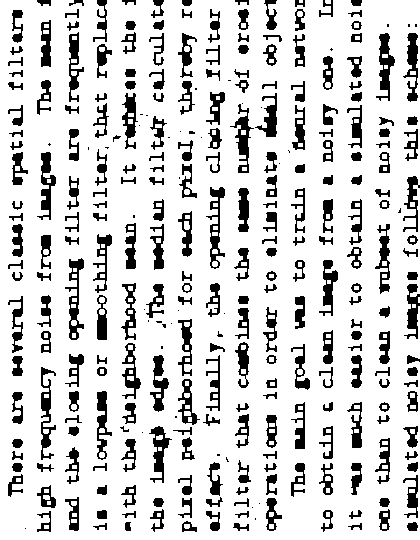 There are several classic spatial filters
high frequency noise from images. The mean f
and the closing opening filter are frequently
is a lowpass or smoothing filter that replace
with the neighborhood mean. It reduces the i
the image edges. The median filter calculate
pixel neighborhood for each pixel, thereby re
effect. Finally, the opening closing filter
filter that combines the same number of erosi
operations in order to eliminate small object
The main goal was to train a neural networ
to obtain a clean image from a noisy one. In
it was much easier to obtain a simulated nois
one than to clean a subset of noisy images.
simulated noisy images follows this scheme: